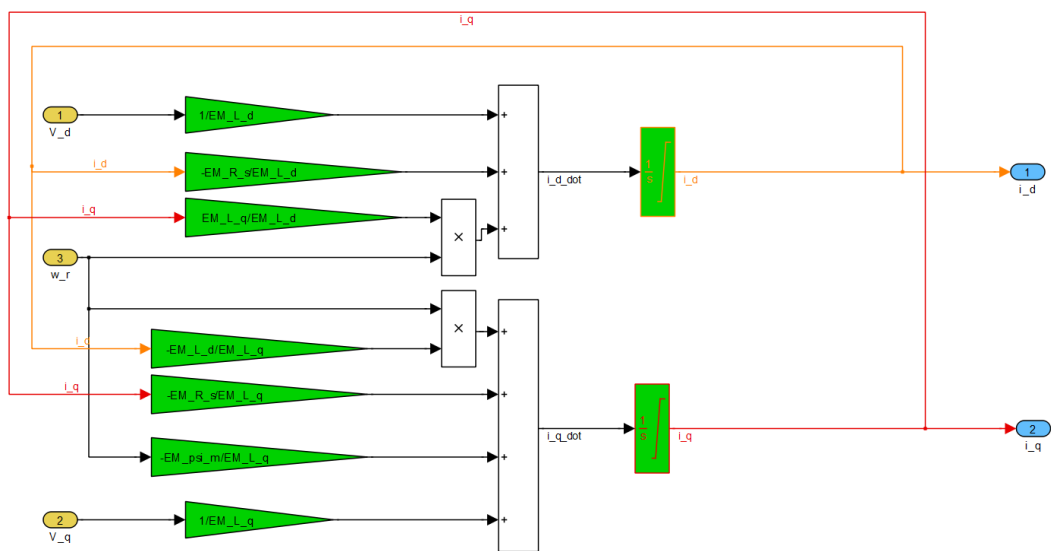 i_q
1
V_d
1/EM_L_d
+
i_d
-EM_R_s/EM_L_d
+
i_d_dot
1
s
i_d
1
i_d
i_q
EM_L_q/EM_L_d
×
+
3
w_r
×
+
i_d
-EM_L_d/EM_L_q
i_q
-EM_R_s/EM_L_q
+
i_q_dot
1
s
i_q
2
i_q
-EM_psi_m/EM_L_q
+
2
V_q
1/EM_L_q
+